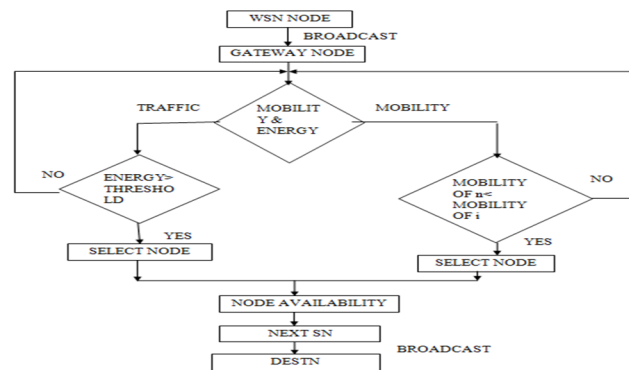 WSN NODE
BROADCAST
GATEWAY NODE
TRAFFIC
MOBILIT
Y &
ENERGY
MOBILITY
NO
ENERGY>
THRESHO
LD
MOBILITY
OF n<
MOBILITY
OF i
NO
YES
SELECT NODE
YES
SELECT NODE
NODE AVAILABILITY
NEXT SN
BROADCAST
DESTN